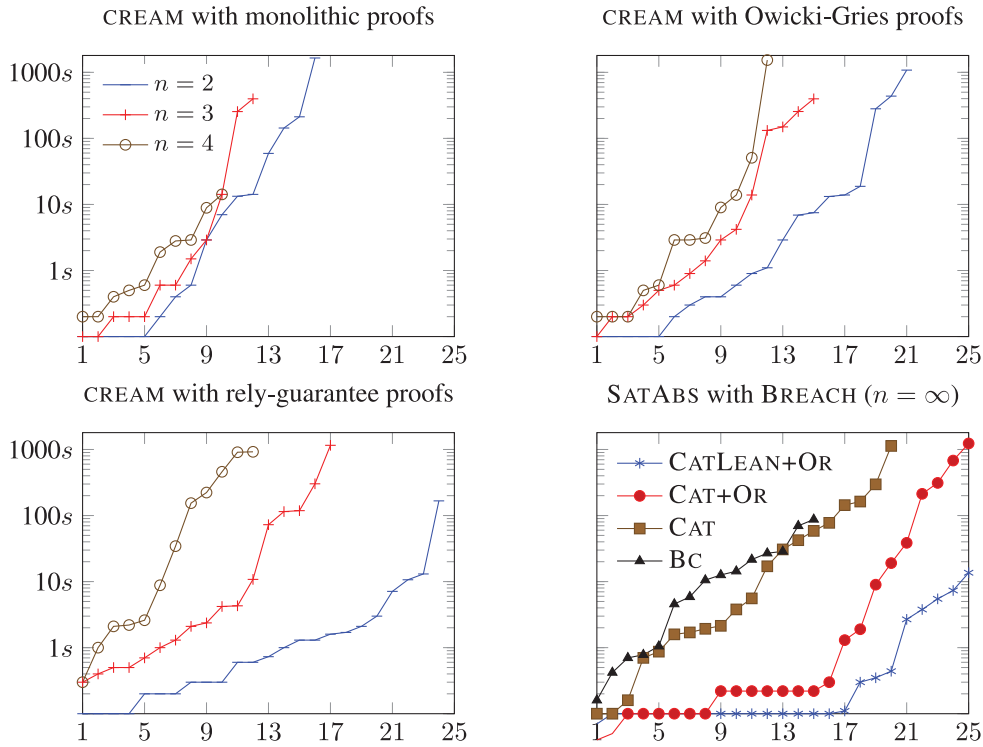 CREAM with monolithic proofs
CREAM with Owicki-Gries proofs
1000s
100s
10s
1s
n = 2
n = 3
n = 4
1 5 9 13 17 21 25
1 5 9 13 17 21 25
CREAM with rely-guarantee proofs
SATABS with BREACH (n = ∞)
1000s
100s
10s
1s
CATLEAN+OR
CAT+OR
CAT
BC
1 5 9 13 17 21 25
1 5 9 13 17 21 25